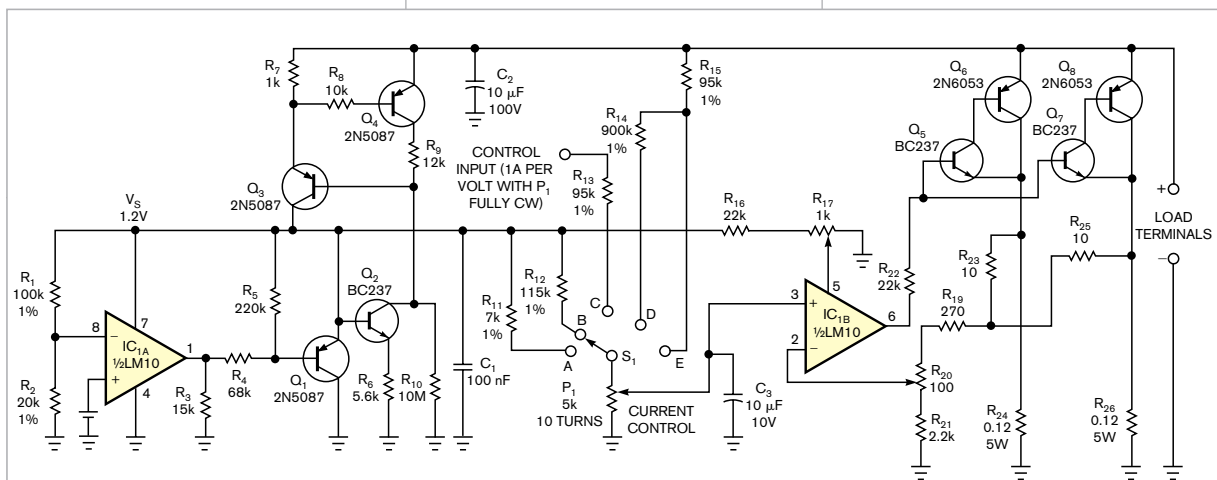 R7
1k
R8
10k
Q4
2N5087
C2
10 µF
100V
R9
12k
Q3
2N5087
CONTROL
INPUT (1A PER
VOLT WITH P1
FULLY CW)
R13
95k
1%
R14
900k
1%
R15
95k
1%
Q6
2N6053
Q8
2N6053
Q5
BC237
Q7
BC237
+
LOAD
TERMINALS
–
VS
1.2V
R16
22k
R17
1k
R1
100k
1%
R2
20k
1%
8
–
+
7
IC1A
½LM10
1
4
R3
15k
R4
68k
R5
220k
Q1
2N5087
Q2
BC237
R6
5.6k
R10
10M
C1
100 nF
R11
7k
1%
R12
115k
1%
C
D
B
A
S1
E
P1
5k
10 TURNS
CURRENT
CONTROL
C3
10 µF
10V
3
+
5
IC1B
½LM10
6
2
–
R22
22k
R23
10
R25
10
R19
270
R20
100
R21
2.2k
R24
0.12
5W
R26
0.12
5W